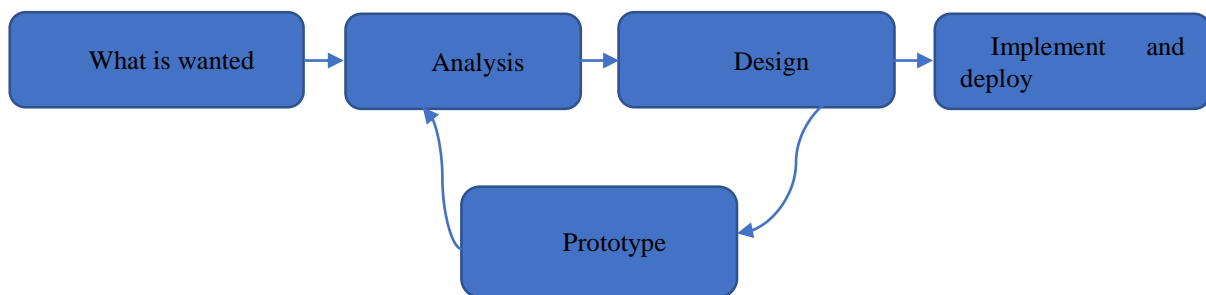 What is wanted
Analysis
Design
Implement and
deploy
Prototype